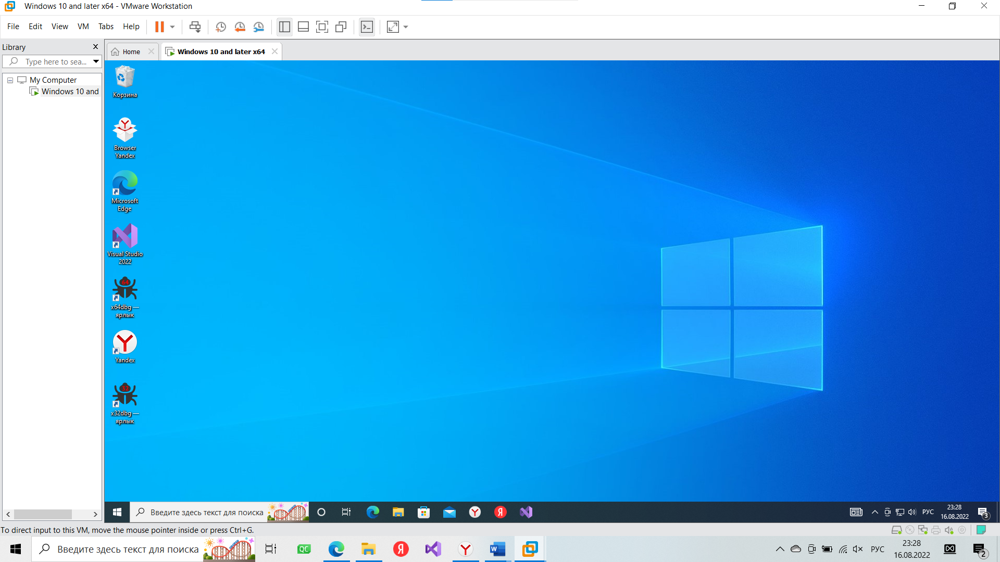 Windows 10 and later x64 - VMware Workstation
File Edit View VM Tabs Help
Library
Type here to sea...
My Computer
Windows 10 and
Home
Windows 10 and later x64
Корзина
Browser
Yandex
Microsoft
Edge
Visual Studio
2022
64
x64dbg —
ярлык
Yandex
32
x32dbg —
ярлык
Введите здесь текст для поиска
РУС
23:28
16.08.2022
3
To direct input to this VM, move the mouse pointer inside or press Ctrl+G.
Введите здесь текст для поиска
QC
Я
W
РУС
23:28
16.08.2022
2